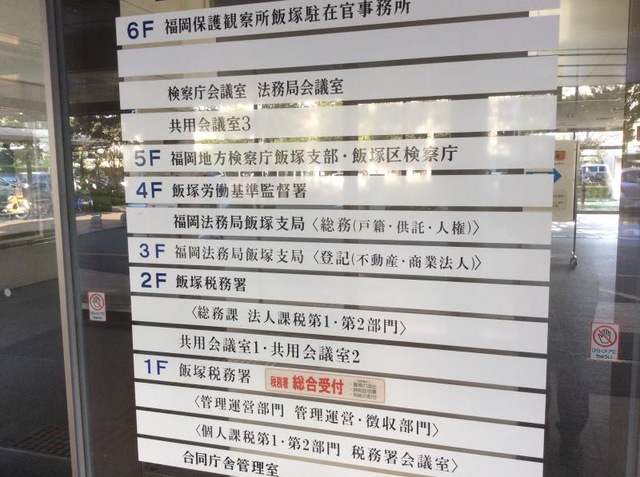 6F 福岡保護観察所飯塚駐在官事務所
検察庁会議室 法務局会議室
共用会議室3
5F 福岡地方検察庁飯塚支部・飯塚区検察庁
4F 飯塚労働基準監督署
福岡法務局飯塚支局〈総務(戸籍・供託・人権)〉
3F 福岡法務局飯塚支局〈登記(不動産・商業法人)〉
2F 飯塚税務署
〈総務課 法人課税第1・第2部門〉
共用会議室1・共用会議室2
1F 飯塚税務署 税務署 総合受付
〈管理運営部門 管理運営・徴収部門〉
〈個人課税第1・第2部門 税務署会議室〉
合同庁舎管理室